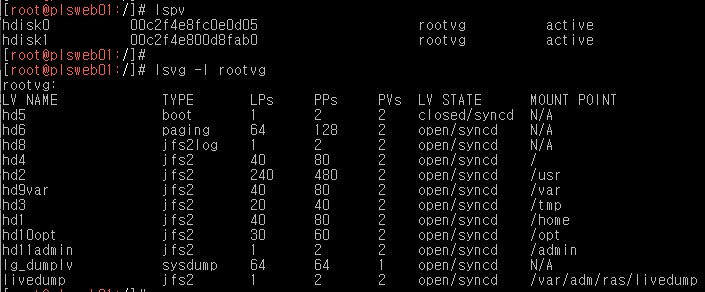 [root@plsweb01:/]# lspv
hdisk0          00c2f4e8fc0e0d05                    rootvg          active
hdisk1          00c2f4e800d8fab0                    rootvg          active
[root@plsweb01:/]#
[root@plsweb01:/]# lsvg -l rootvg
rootvg:
LV NAME             TYPE       LPs     PPs     PVs  LV STATE      MOUNT POINT
hd5                 boot       1       2       2    closed/syncd  N/A
hd6                 paging     64      128     2    open/syncd    N/A
hd8                 jfs2log    1       2       2    open/syncd    N/A
hd4                 jfs2       40      80      2    open/syncd    /
hd2                 jfs2       240     480     2    open/syncd    /usr
hd9var              jfs2       40      80      2    open/syncd    /var
hd3                 jfs2       20      40      2    open/syncd    /tmp
hd1                 jfs2       40      80      2    open/syncd    /home
hd10opt             jfs2       30      60      2    open/syncd    /opt
hd11admin           jfs2       1       2       2    open/syncd    /admin
lg_dumplv           sysdump    64      64      1    open/syncd    N/A
livedump            jfs2       1       2       2    open/syncd    /var/adm/ras/livedump